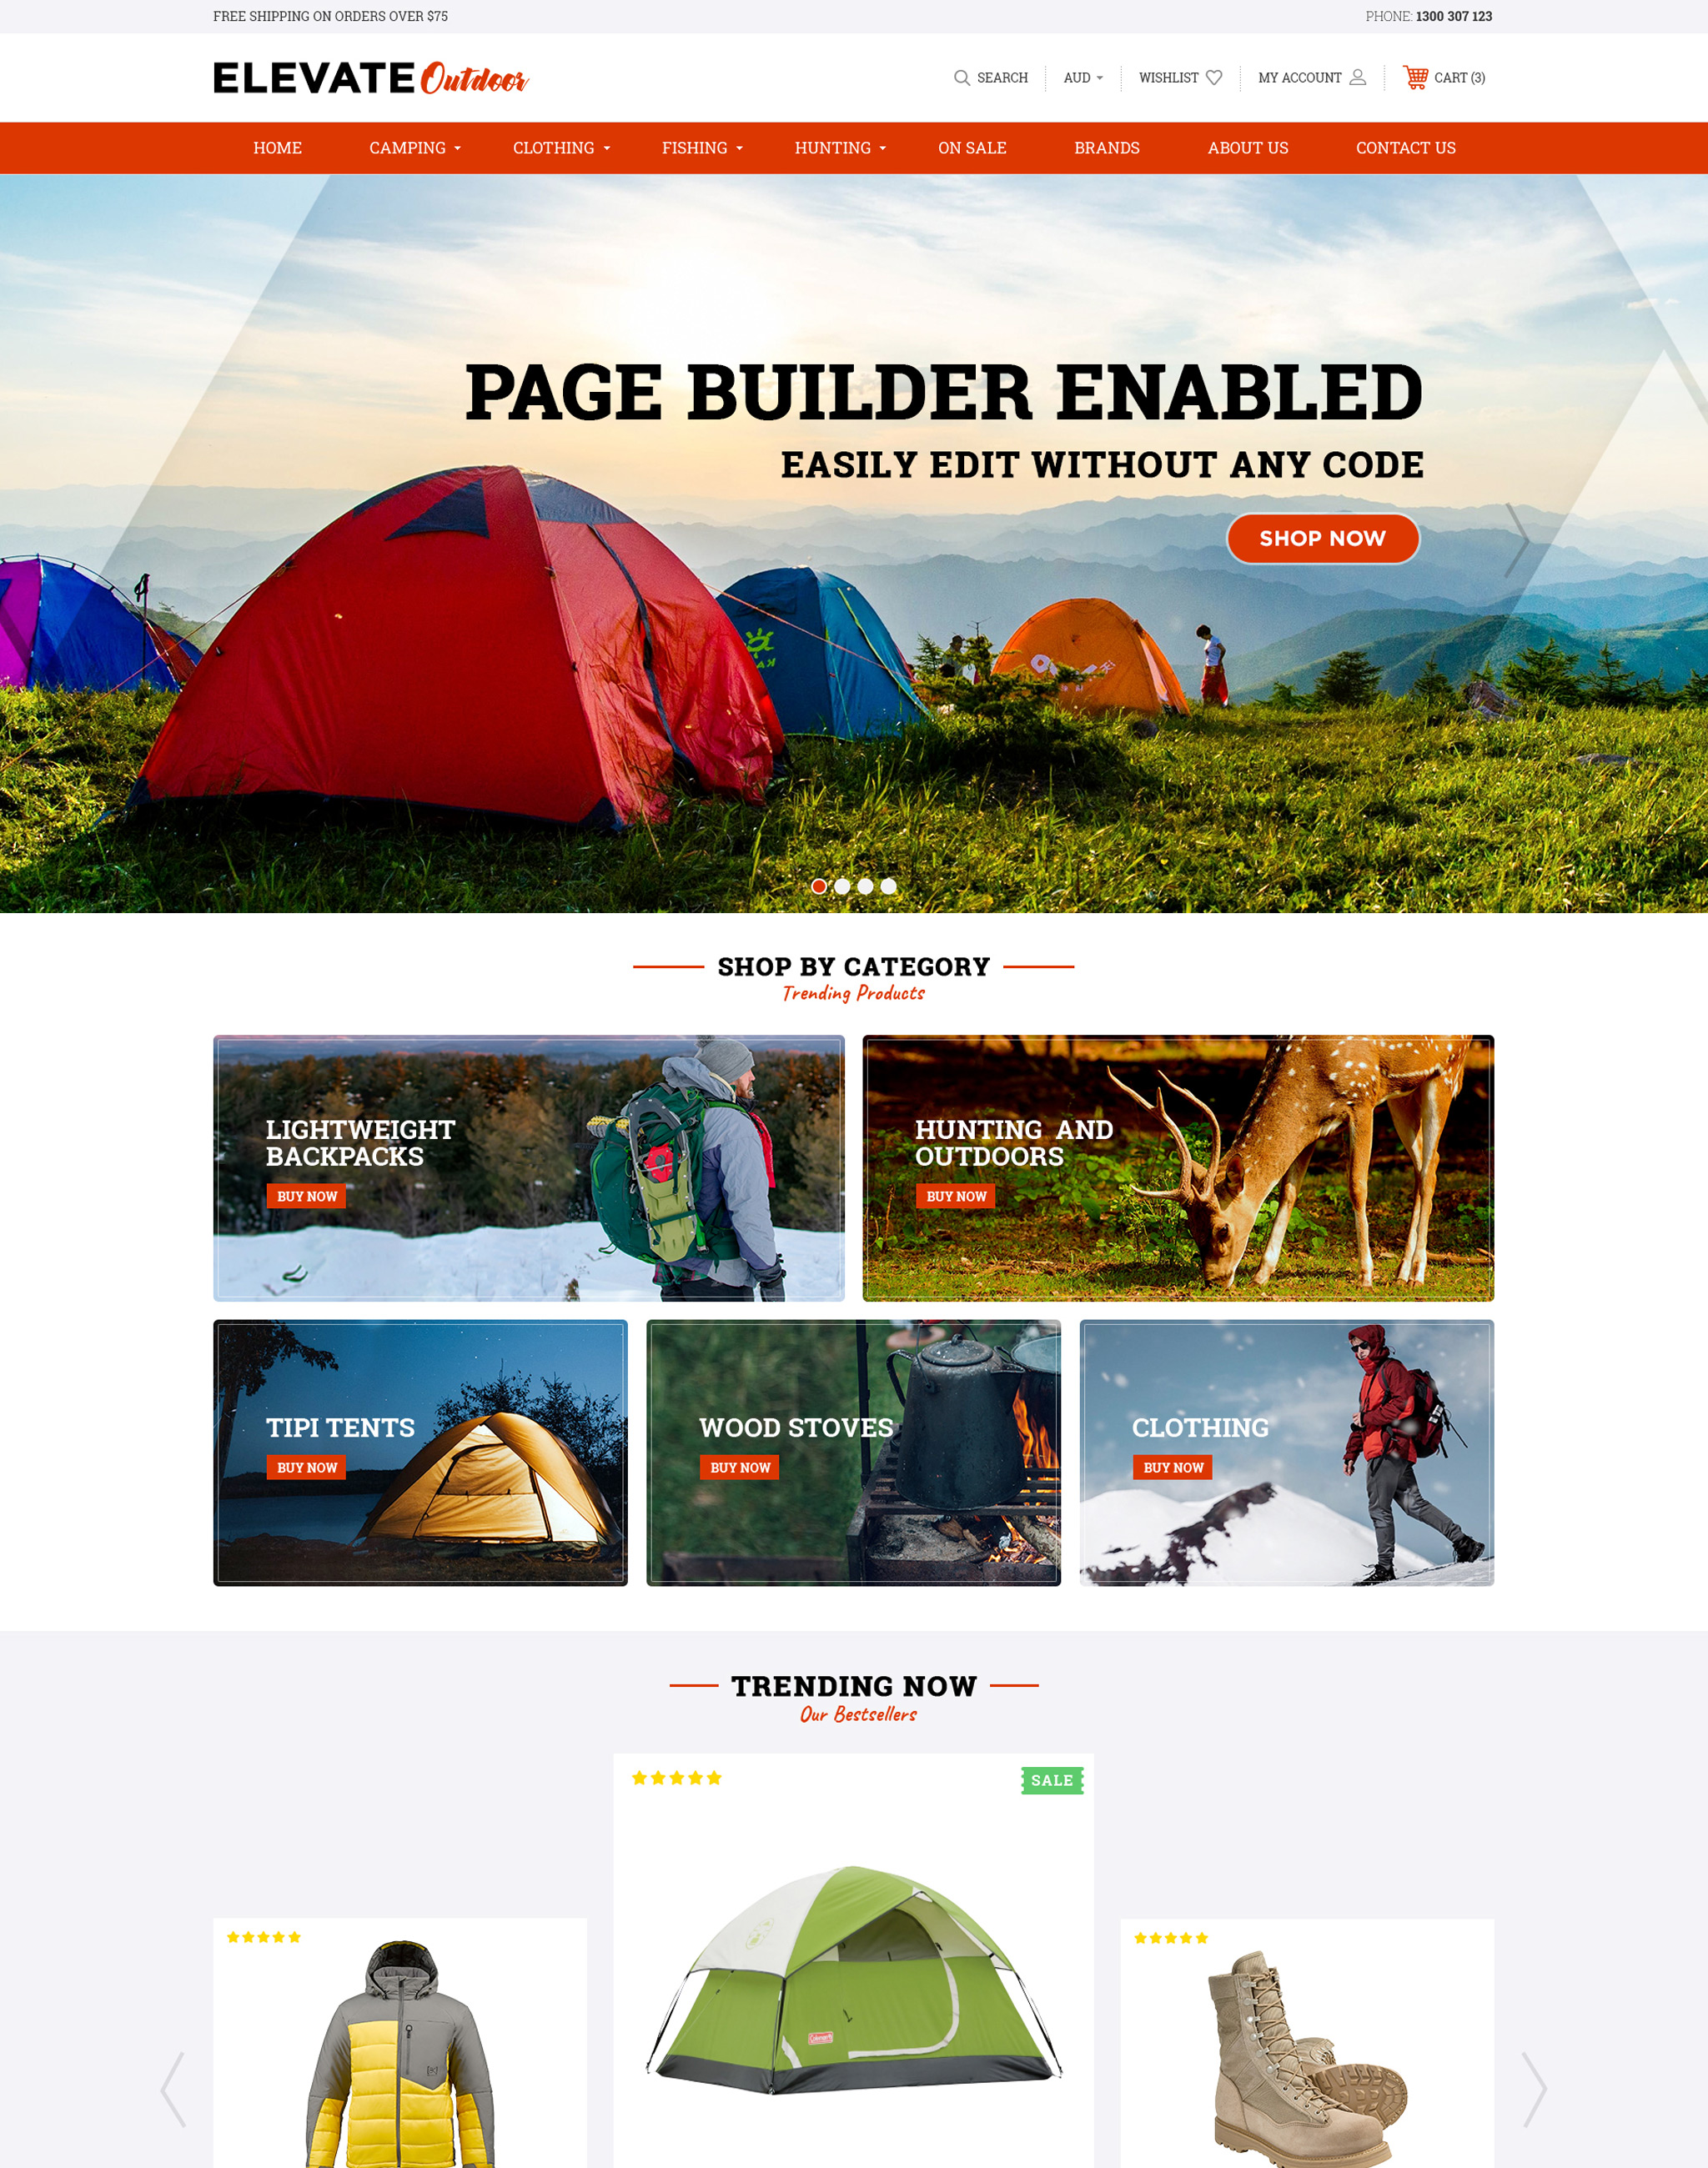 FREE SHIPPING ON ORDERS OVER $75
PHONE: 1300 307 123
ELEVATE Outdoor
SEARCH
AUD
WISHLIST
MY ACCOUNT
CART (3)
HOME
CAMPING
CLOTHING
FISHING
HUNTING
ON SALE
BRANDS
ABOUT US
CONTACT US
PAGE BUILDER ENABLED
EASILY EDIT WITHOUT ANY CODE
SHOP NOW
SHOP BY CATEGORY
Trending Products
LIGHTWEIGHT
BACKPACKS
BUY NOW
HUNTING AND
OUTDOORS
BUY NOW
TIPI TENTS
BUY NOW
WOOD STOVES
BUY NOW
CLOTHING
BUY NOW
TRENDING NOW
Our Bestsellers
SALE
Coleman